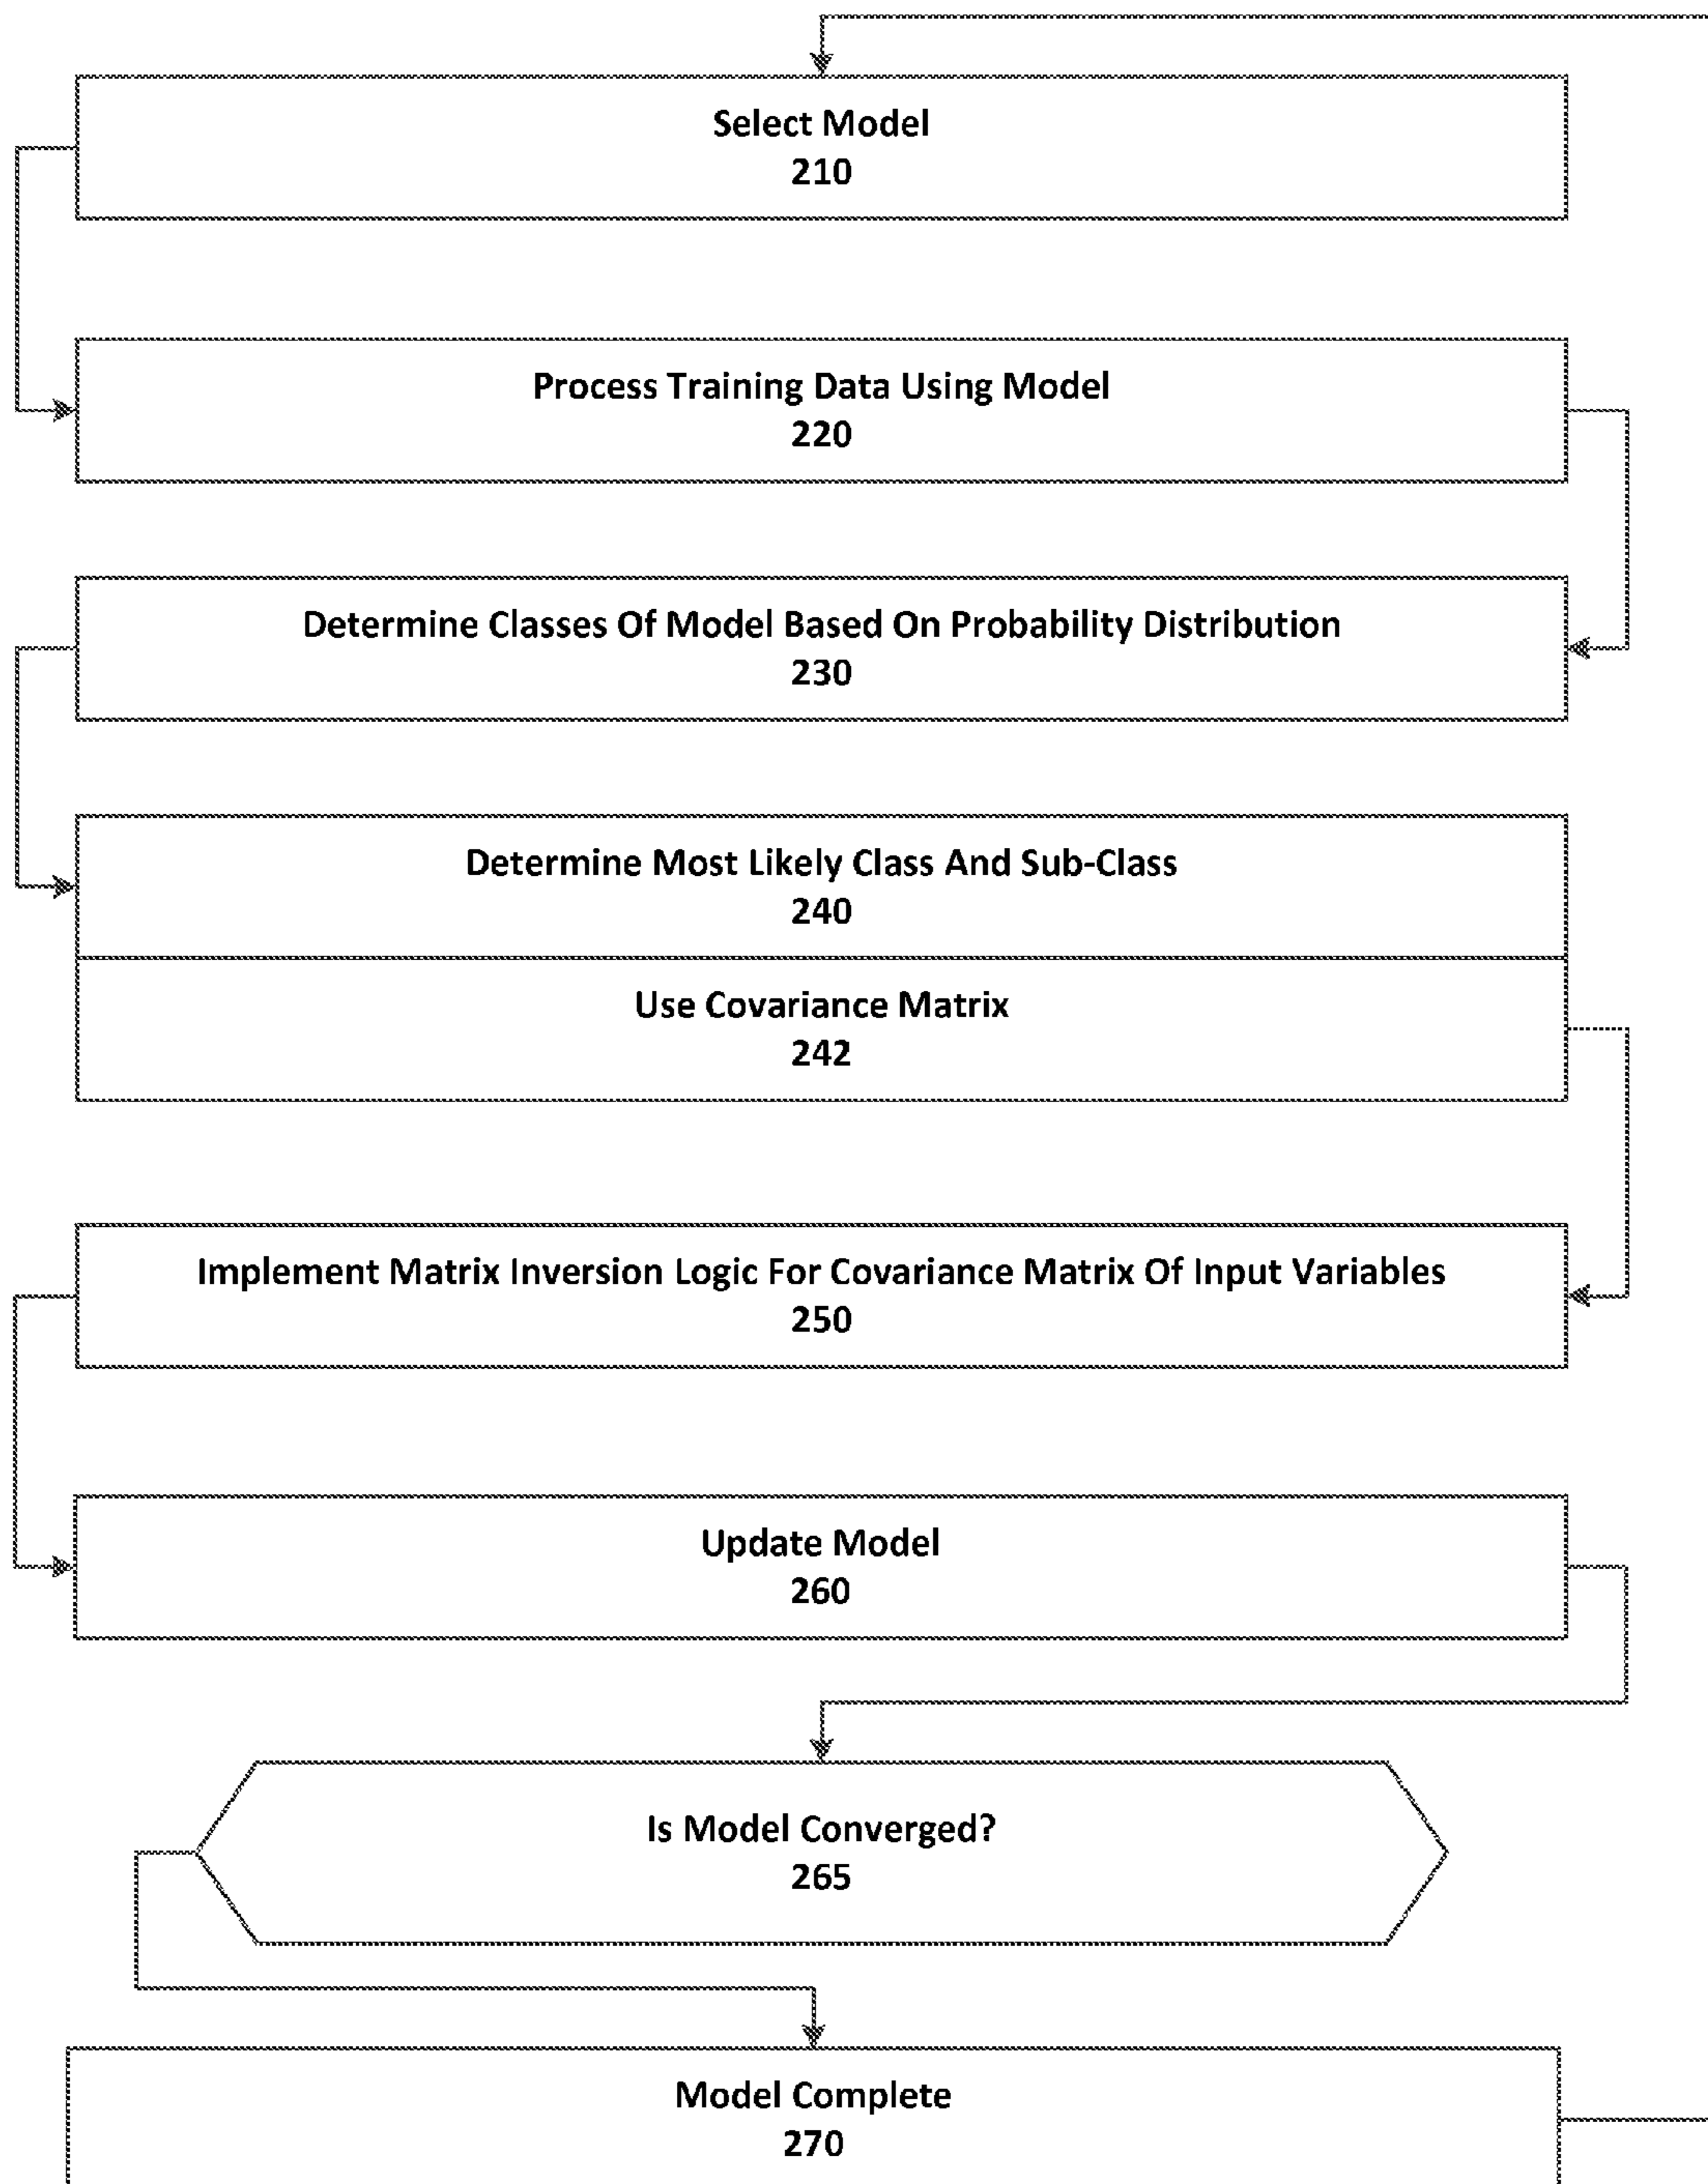 Select Model
210
Process Training Data Using Model
220
Determine Classes Of Model Based On Probability Distribution
230
Determine Most Likely Class And Sub-Class
240
Use Covariance Matrix
242
Implement Matrix Inversion Logic For Covariance Matrix Of Input Variables
250
Update Model
260
Is Model Converged?
265
Model Complete
270